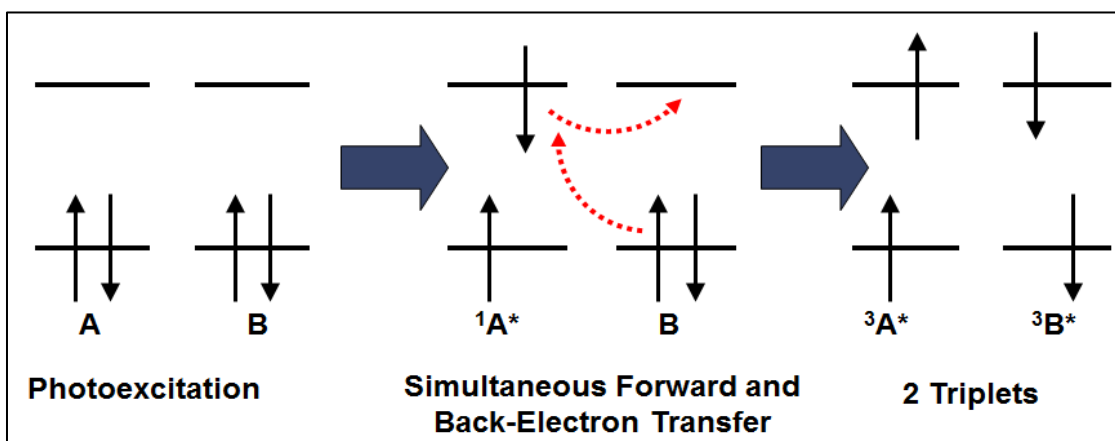 A B ¹A* B ³A* ³B*
Photoexcitation
Simultaneous Forward and
Back-Electron Transfer
2 Triplets